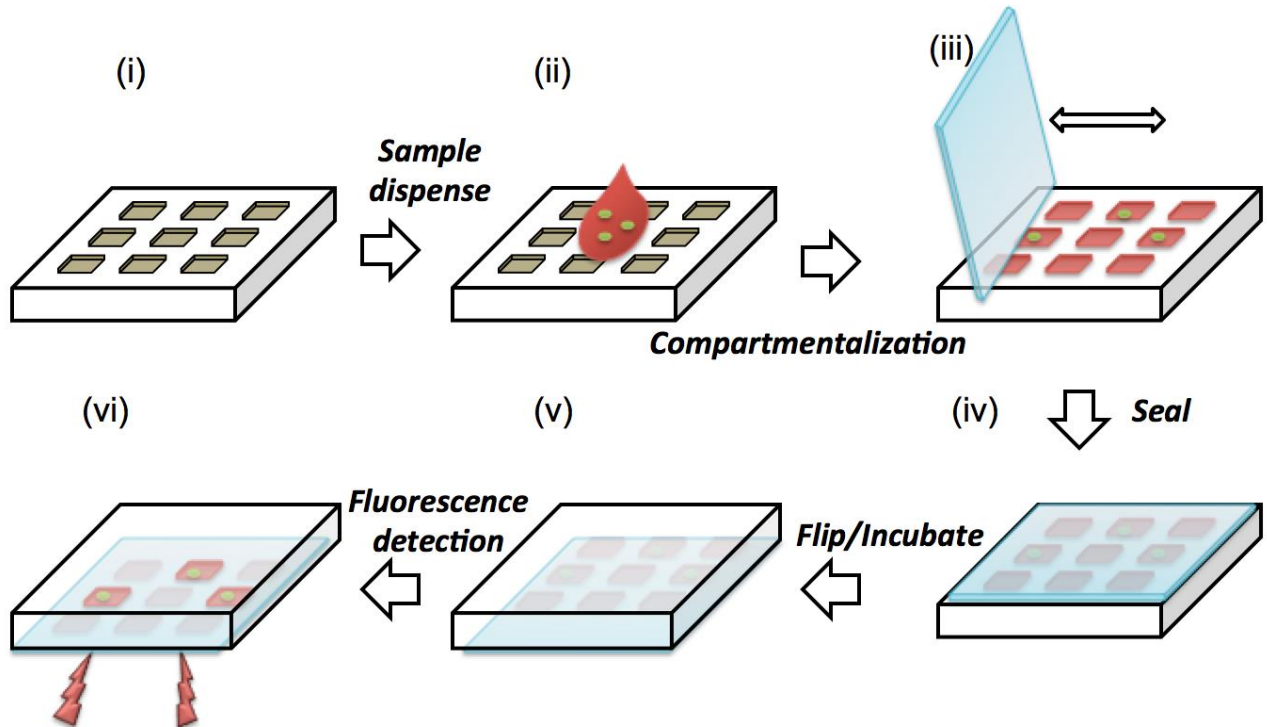 (i)
Sample
dispense
(ii)
Compartmentalization
(iii)
Seal
(iv)
Flip/Incubate
(v)
Fluorescence
detection
(vi)